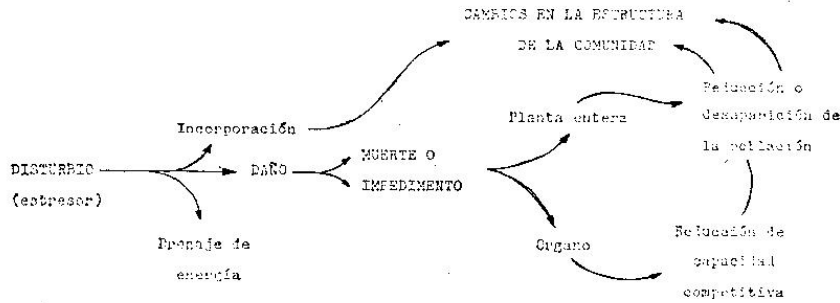 CAMBIOS EN LA ESTRUCTURA
DE LA COMUNIDAD
Reducción o
desaparición de
la población
Incorporación
Planta entera
DISTURBIO
(estresor)
DAÑO
MUERTE O
IMPEDIMENTO
Drenaje de
energía
Organo
Reducción de
capacidad
competitiva